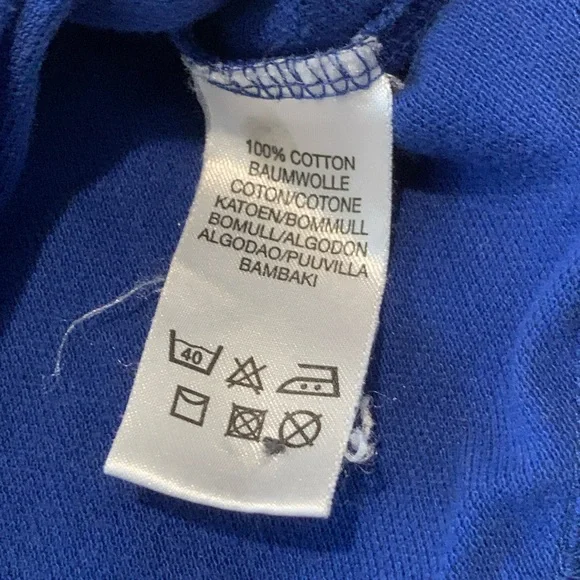 100% COTTON
BAUMWOLLE
COTON/COTONE
KATOEN/BOMMULL
BOMULL/ALGODON
ALGODAO/PUUVILLA
BAMBAKI
40